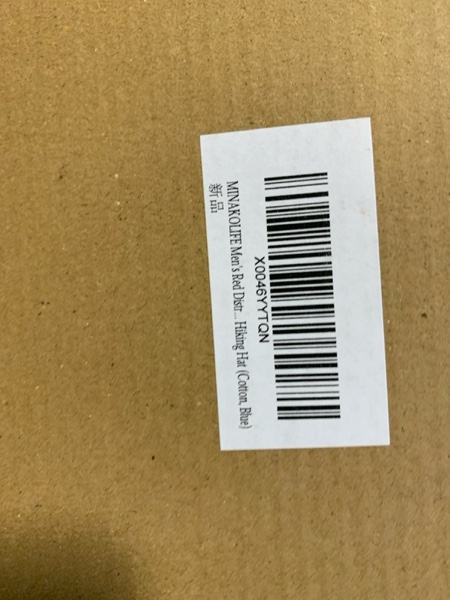 X0046YYTQN
MINAKOLIFE Men's Red Distr... Hiking Hat (Cotton, Blue)
新品